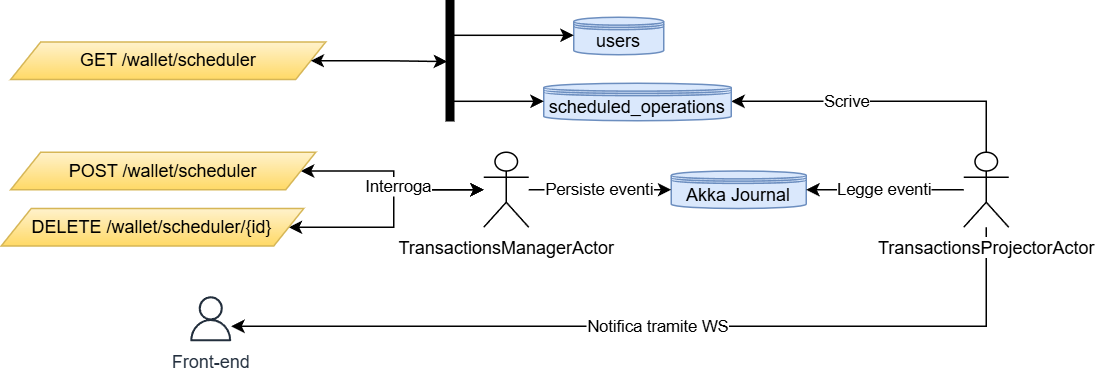 users
GET /wallet/scheduler
scheduled_operations
Scrive
POST /wallet/scheduler
Interroga
Persiste eventi
Akka Journal
Legge eventi
DELETE /wallet/scheduler/{id}
TransactionsManagerActor
TransactionsProjectorActor
Notifica tramite WS
Front-end